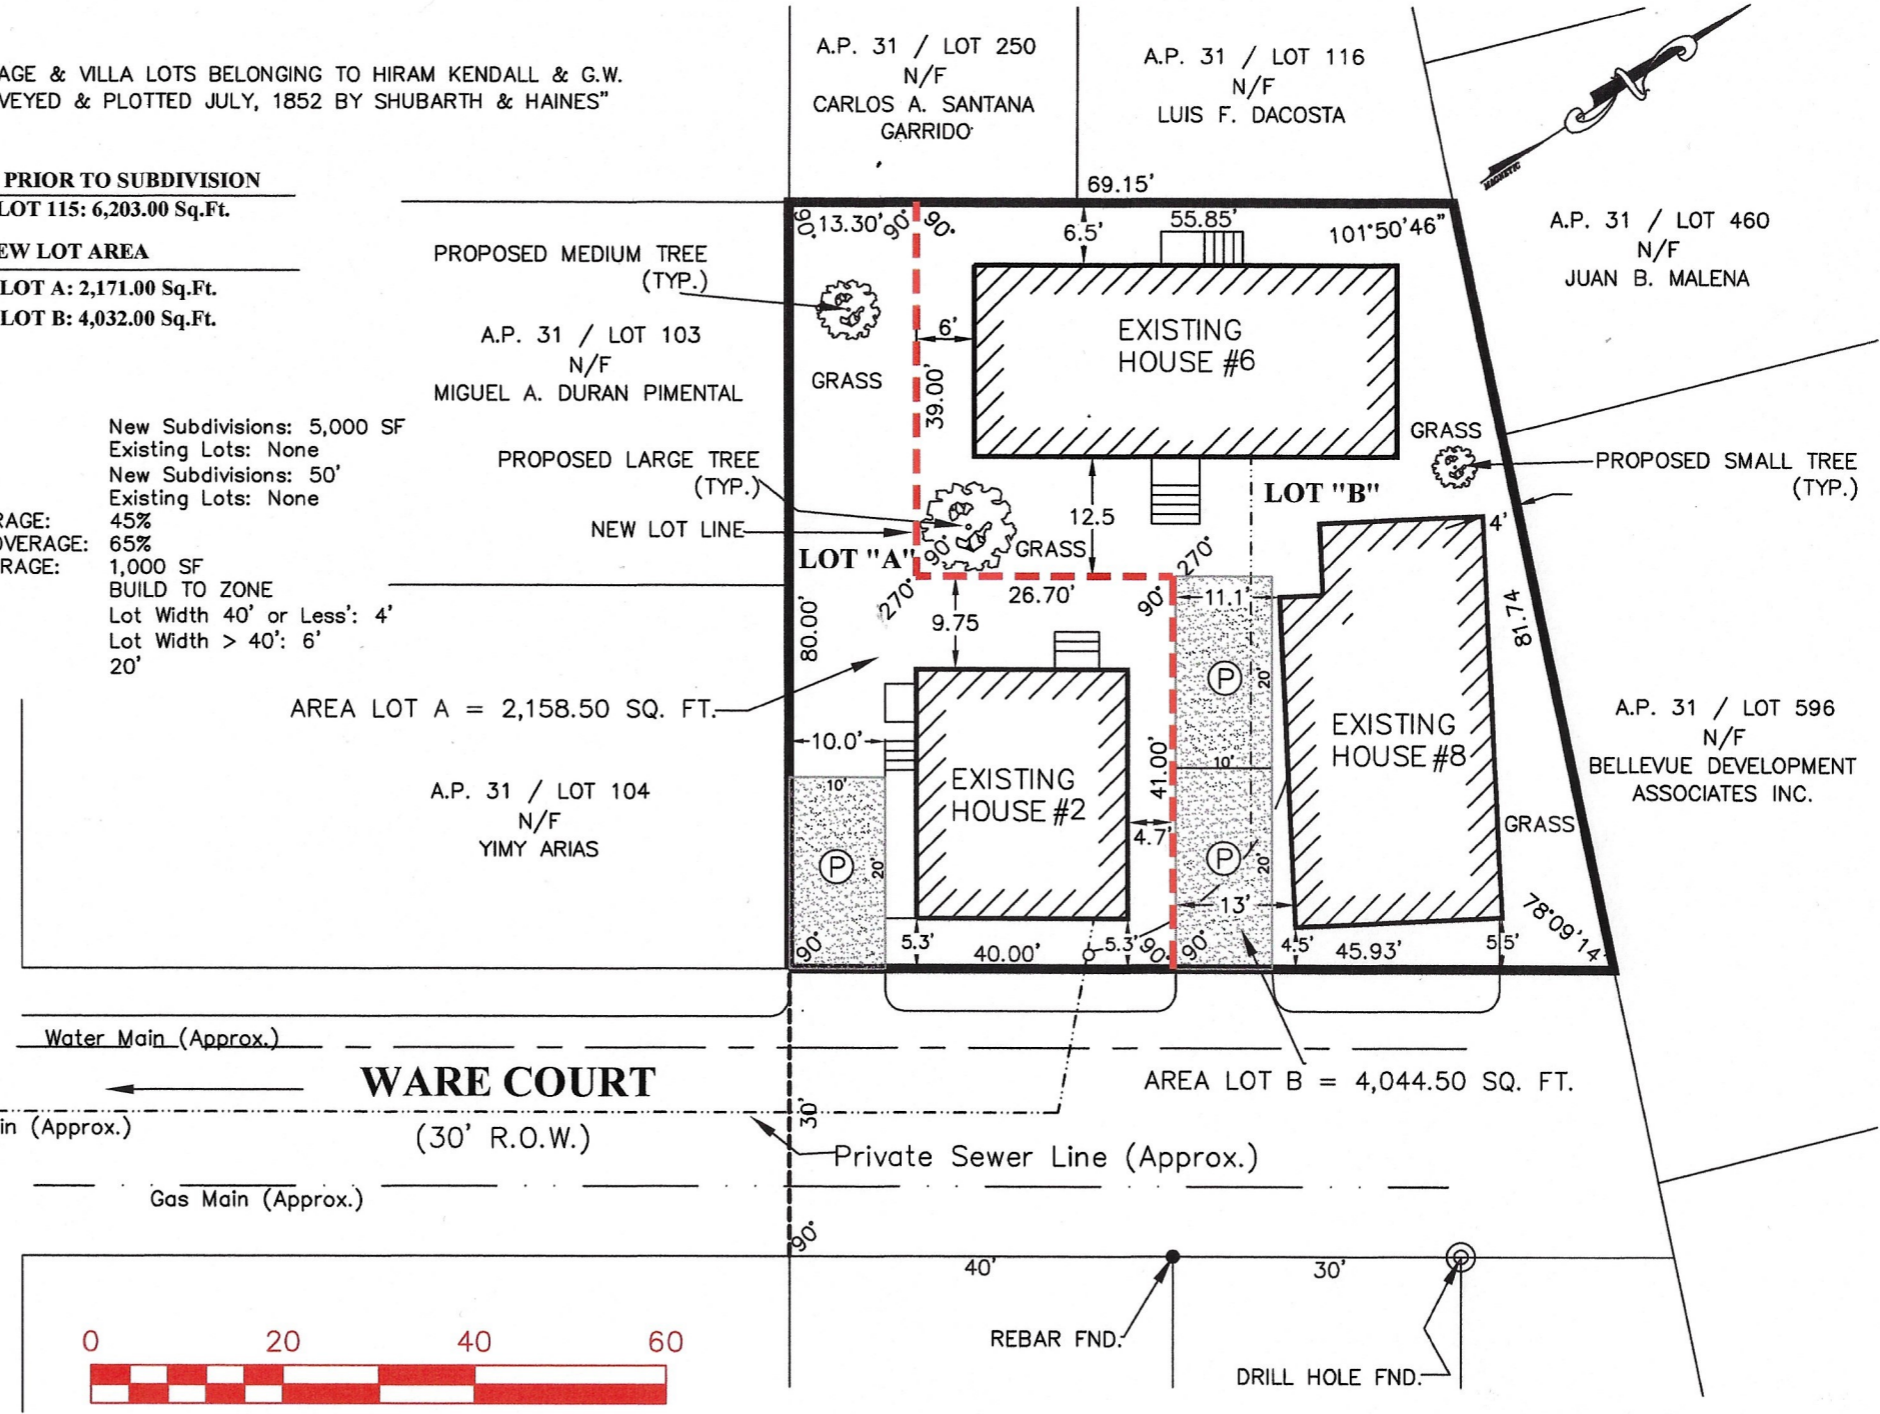 AGE & VILLA LOTS BELONGING TO HIRAM KENDALL & G.W.
VEYED & PLOTTED JULY, 1852 BY SHUBARTH & HAINES"
PRIOR TO SUBDIVISION
LOT 115: 6,203.00 Sq.Ft.
EW LOT AREA
LOT A: 2,171.00 Sq.Ft.
LOT B: 4,032.00 Sq.Ft.
New Subdivisions: 5,000 SF
Existing Lots: None
New Subdivisions: 50'
Existing Lots: None
RAGE: 45%
OVERAGE: 65%
RAGE: 1,000 SF
BUILD TO ZONE
Lot Width 40' or Less': 4'
Lot Width > 40': 6'
20'
A.P. 31 / LOT 250
N/F
CARLOS A. SANTANA
GARRIDO
A.P. 31 / LOT 116
N/F
LUIS F. DACOSTA
MAGNETIC
A.P. 31 / LOT 460
N/F
JUAN B. MALENA
69.15'
90°
13.30'
90°
90°
6.5'
55.85'
101°50'46"
PROPOSED MEDIUM TREE
(TYP.)
A.P. 31 / LOT 103
N/F
MIGUEL A. DURAN PIMENTAL
GRASS
6'
39.00'
EXISTING
HOUSE #6
GRASS
PROPOSED SMALL TREE
(TYP.)
PROPOSED LARGE TREE
(TYP.)
NEW LOT LINE
LOT "A"
90°
GRASS
12.5
LOT "B"
4'
270°
270°
26.70'
90°
11.1'
9.75
80.00'
81.74
AREA LOT A = 2,158.50 SQ. FT.
10.0'
P
20'
A.P. 31 / LOT 596
N/F
BELLEVUE DEVELOPMENT
ASSOCIATES INC.
EXISTING
HOUSE #8
A.P. 31 / LOT 104
N/F
YIMY ARIAS
10'
EXISTING
HOUSE #2
41.00'
10'
4.7'
GRASS
P
20'
P
20'
13'
78°09'14"
90°
5.3'
40.00'
5.3'
90°
90°
4.5'
45.93'
5.5'
Water Main (Approx.)
WARE COURT
AREA LOT B = 4,044.50 SQ. FT.
in (Approx.)
(30' R.O.W.)
30'
Private Sewer Line (Approx.)
Gas Main (Approx.)
90°
40'
30'
REBAR FND.
DRILL HOLE FND.
0 20 40 60